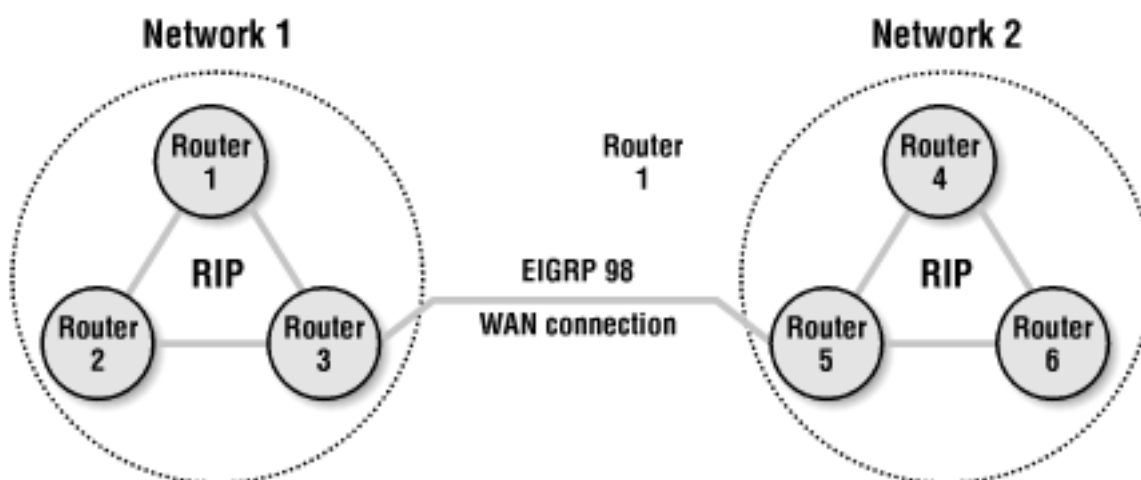 Network 1
Network 2
Router
1
Router
1
Router
4
RIP
RIP
EIGRP 98
WAN connection
Router
2
Router
3
Router
5
Router
6